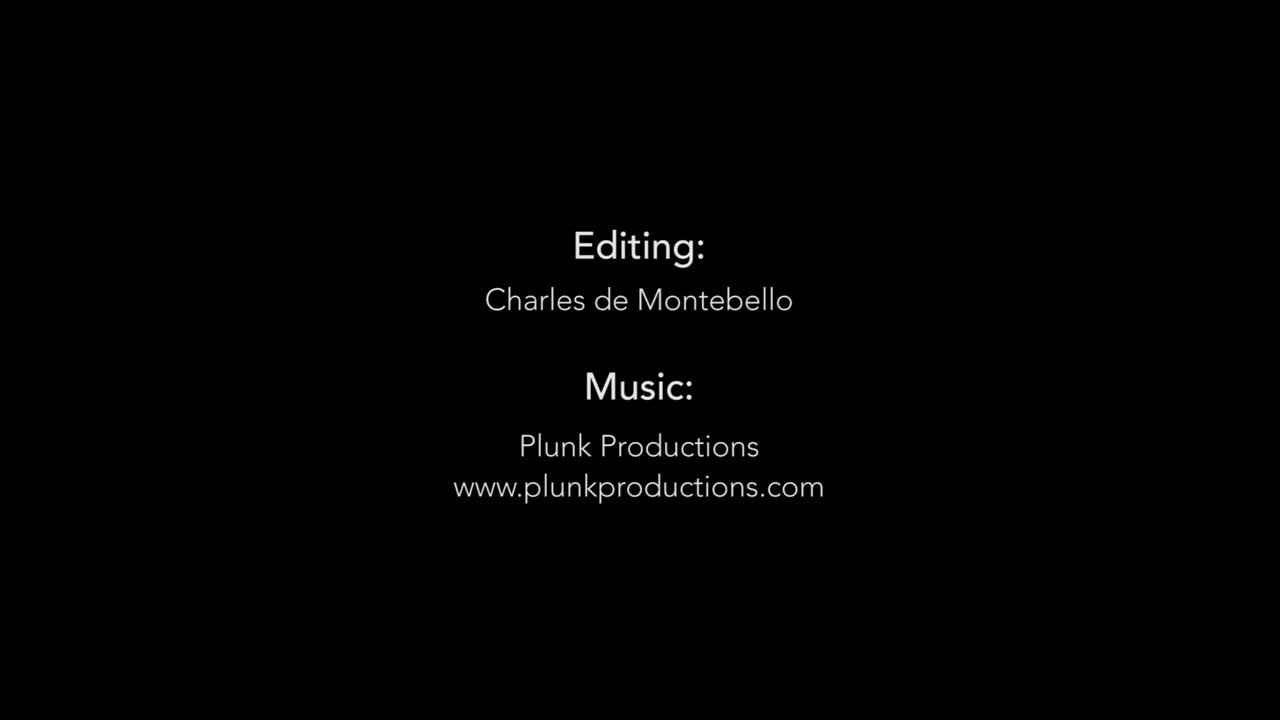 Editing:
Charles de Montebello
Music:
Plunk Productions
www.plunkproductions.com